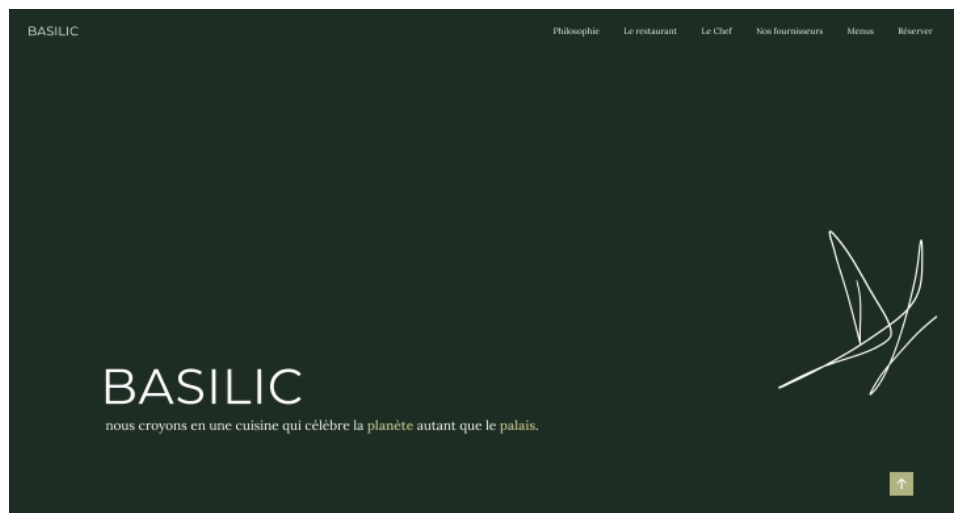 BASILIC
Philosophie Le restaurant Le Chef Nos fournisseurs Menus Réserver
BASILIC
nous croyons en une cuisine qui célèbre la planète autant que le palais.